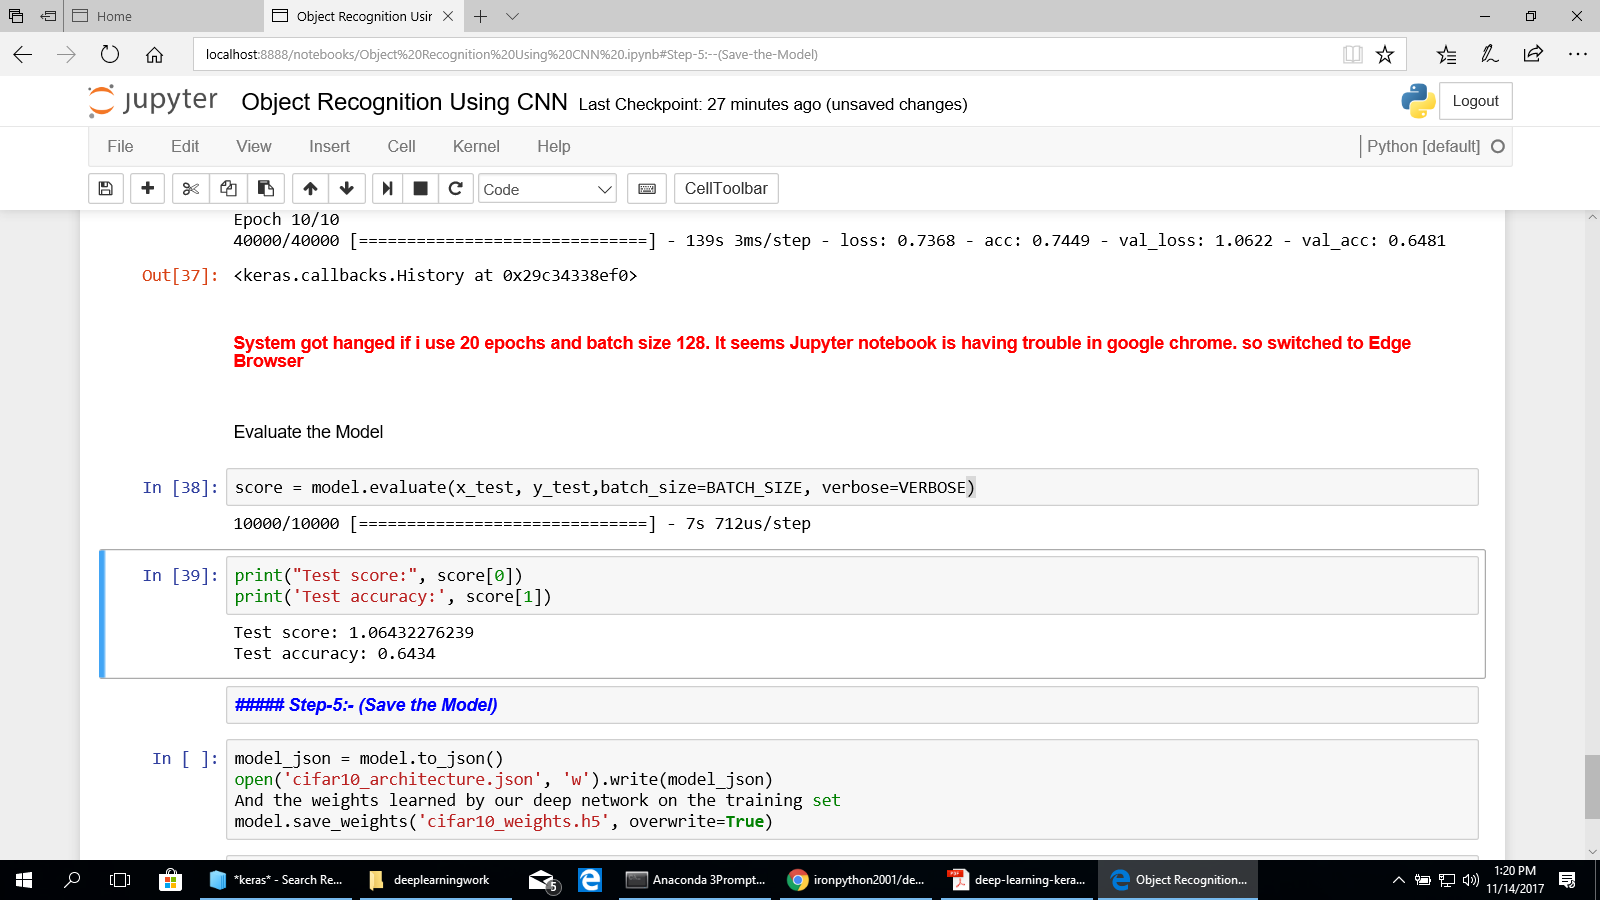 Home
Object Recognition Usir
localhost:8888/notebooks/Object%20Recognition%20Using%20CNN%20.ipynb#Step-5:--(Save-the-Model)
jupyter Object Recognition Using CNN Last Checkpoint: 27 minutes ago (unsaved changes)
Logout
File Edit View Insert Cell Kernel Help
Python [default]
Code
CellToolbar
Epoch 10/10
40000/40000 [==============================] - 139s 3ms/step - loss: 0.7368 - acc: 0.7449 - val_loss: 1.0622 - val_acc: 0.6481
Out[37]: <keras.callbacks.History at 0x29c34338ef0>
System got hanged if i use 20 epochs and batch size 128. It seems Jupyter notebook is having trouble in google chrome. so switched to Edge
Browser
Evaluate the Model
In [38]: score = model.evaluate(x_test, y_test,batch_size=BATCH_SIZE, verbose=VERBOSE)
10000/10000 [==============================] - 7s 712us/step
In [39]: print("Test score:", score[0])
print('Test accuracy:', score[1])
Test score: 1.06432276239
Test accuracy: 0.6434
##### Step-5:- (Save the Model)
In [ ]: model_json = model.to_json()
open('cifar10_architecture.json', 'w').write(model_json)
And the weights learned by our deep network on the training set
model.save_weights('cifar10_weights.h5', overwrite=True)
*keras* - Search Re...
deeplearningwork
5
Anaconda 3Prompt...
ironpython2001/de...
deep-learning-kera...
Object Recognition...
1:20 PM
11/14/2017